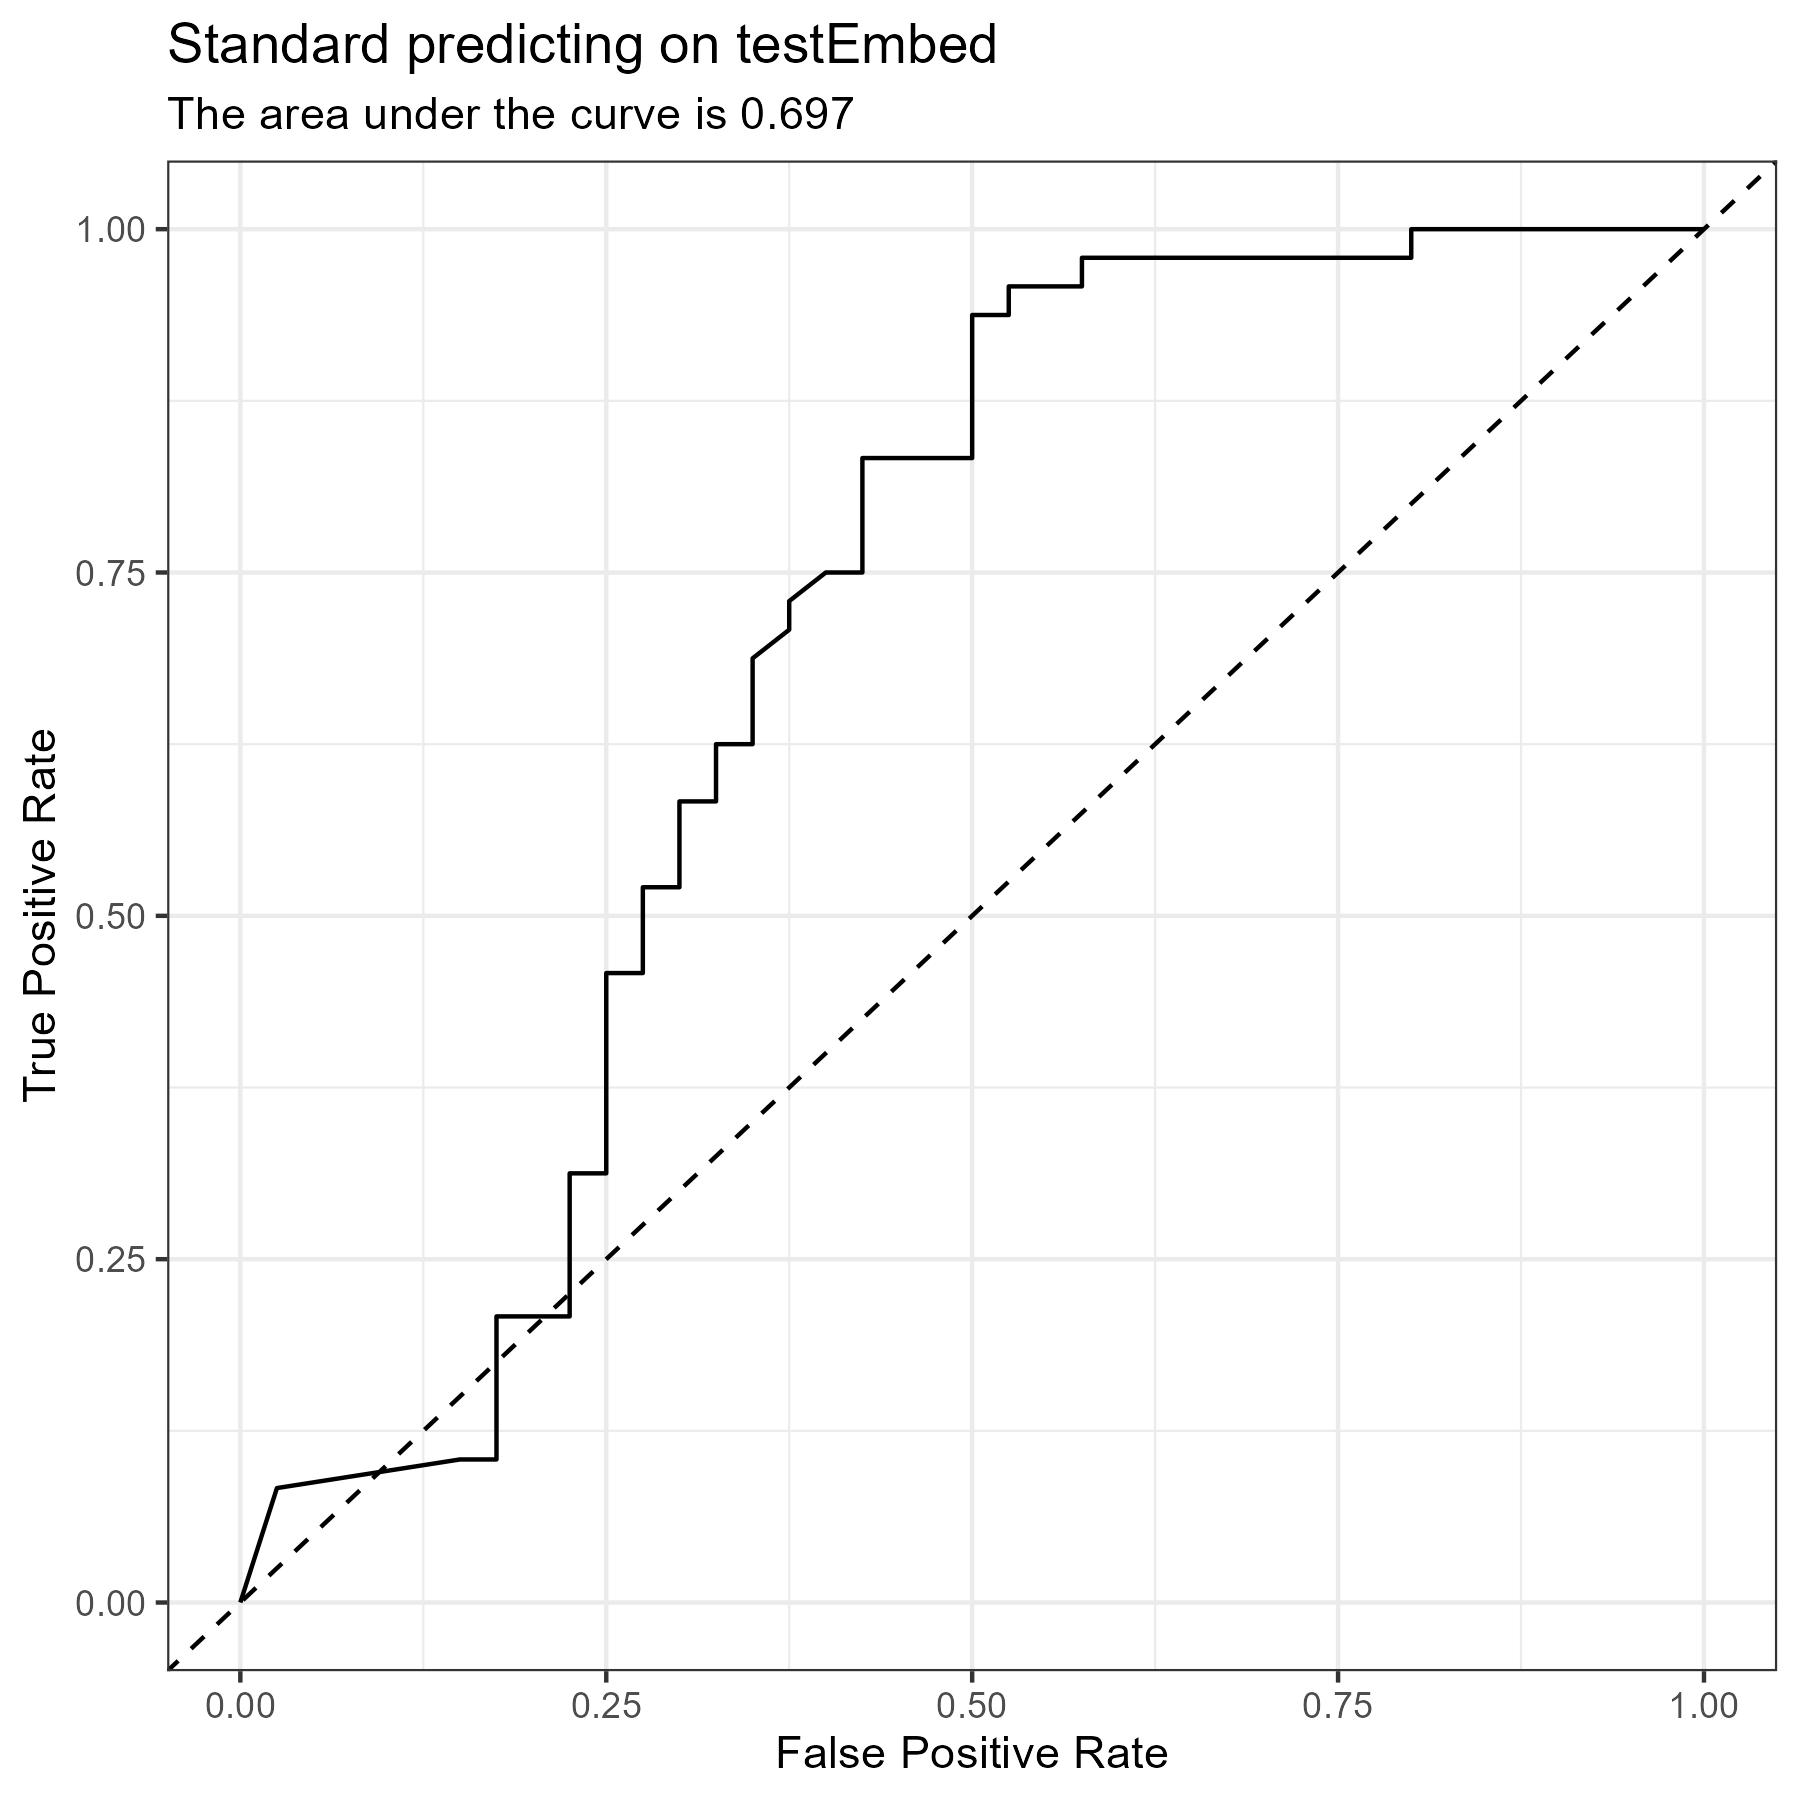 Standard predicting on testEmbed
The area under the curve is 0.697
1.00
0.75
0.50
0.25
0.00
True Positive Rate
0.00 0.25 0.50 0.75 1.00
False Positive Rate